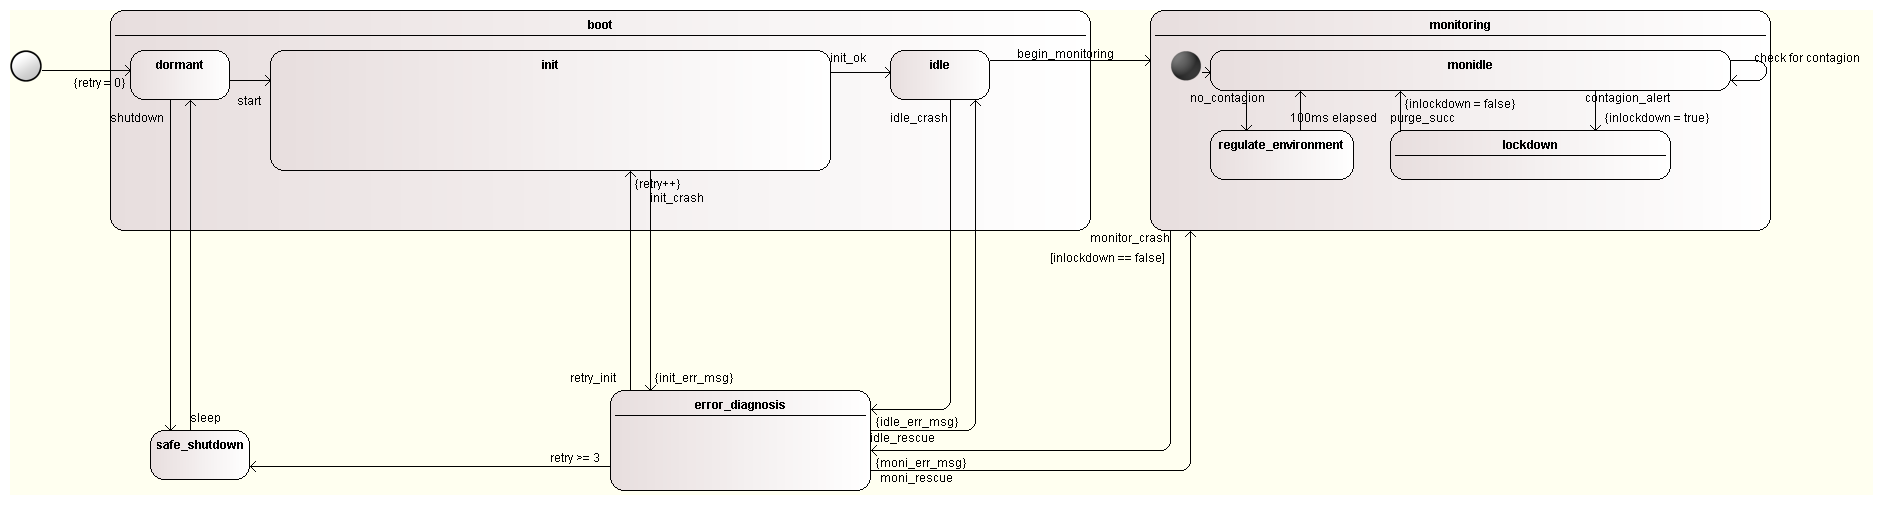 boot
monitoring
dormant
init
idle
monidle
{retry = 0}
start
init_ok
begin_monitoring
check for contagion
shutdown
idle_crash
no_contagion
100ms elapsed
{inlockdown = false}
purge_succ
contagion_alert
{inlockdown = true}
regulate_environment
lockdown
{retry++}
init_crash
monitor_crash
[inlockdown == false]
retry_init
{init_err_msg}
error_diagnosis
sleep
{idle_err_msg}
idle_rescue
safe_shutdown
retry >= 3
{moni_err_msg}
moni_rescue